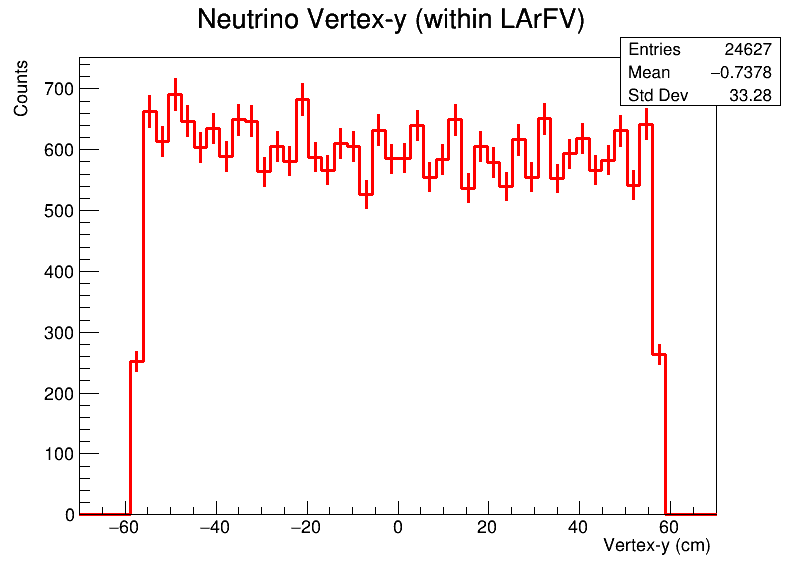 Neutrino Vertex-y (within LArFV)
Entries 24627
Mean −0.7378
Std Dev 33.28
Counts
700
600
500
400
300
200
100
0
−60 −40 −20 0 20 40 60
Vertex-y (cm)